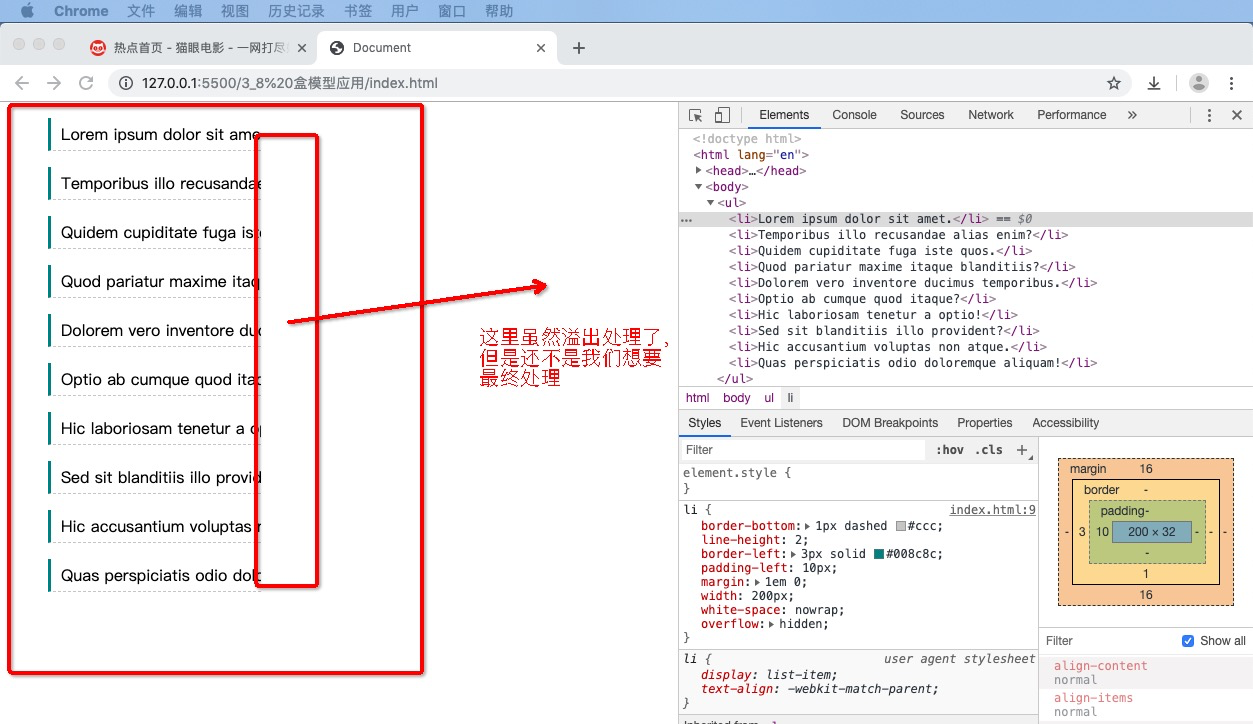 Chrome 文件 编辑 视图 历史记录 书签 用户 窗口 帮助
热点首页 - 猫眼电影 - 一网打尽
Document
127.0.0.1:5500/3_8%20盒模型应用/index.html
Lorem ipsum dolor sit ame
Temporibus illo recusandae
Quidem cupiditate fuga iste
Quod pariatur maxime itaq
Dolorem vero inventore duc
Optio ab cumque quod itac
Hic laboriosam tenetur a op
Sed sit blanditiis illo provid
Hic accusantium voluptas n
Quas perspiciatis odio dolo
这里虽然溢出处理了,
但是还不是我们想要
最终处理
Elements Console Sources Network Performance »
<!doctype html>
<html lang="en">
<head>…</head>
<body>
<ul>
… <li>Lorem ipsum dolor sit amet.</li> == $0
<li>Temporibus illo recusandae alias enim?</li>
<li>Quidem cupiditate fuga iste quos.</li>
<li>Quod pariatur maxime itaque blanditiis?</li>
<li>Dolorem vero inventore ducimus temporibus.</li>
<li>Optio ab cumque quod itaque?</li>
<li>Hic laboriosam tenetur a optio!</li>
<li>Sed sit blanditiis illo provident?</li>
<li>Hic accusantium voluptas non atque.</li>
<li>Quas perspiciatis odio doloremque aliquam!</li>
</ul>
html body ul li
Styles Event Listeners DOM Breakpoints Properties Accessibility
Filter :hov .cls +
element.style {
}
li { index.html:9
border-bottom: 1px dashed #ccc;
line-height: 2;
border-left: 3px solid #008c8c;
padding-left: 10px;
margin: 1em 0;
width: 200px;
white-space: nowrap;
overflow: hidden;
}
li { user agent stylesheet
display: list-item;
text-align: -webkit-match-parent;
}
margin 16
border -
padding -
- 3 10 200 × 32 - - -
-
1
16
Filter Show all
align-content
normal
align-items
normal